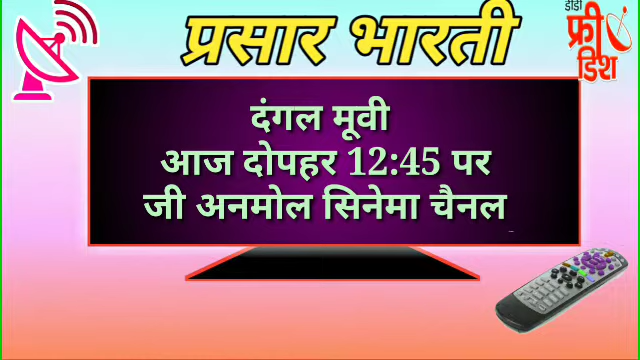 प्रसार भारती
डीडी
फ्री
डिश
दंगल मूवी
आज दोपहर 12:45 पर
जी अनमोल सिनेमा चैनल